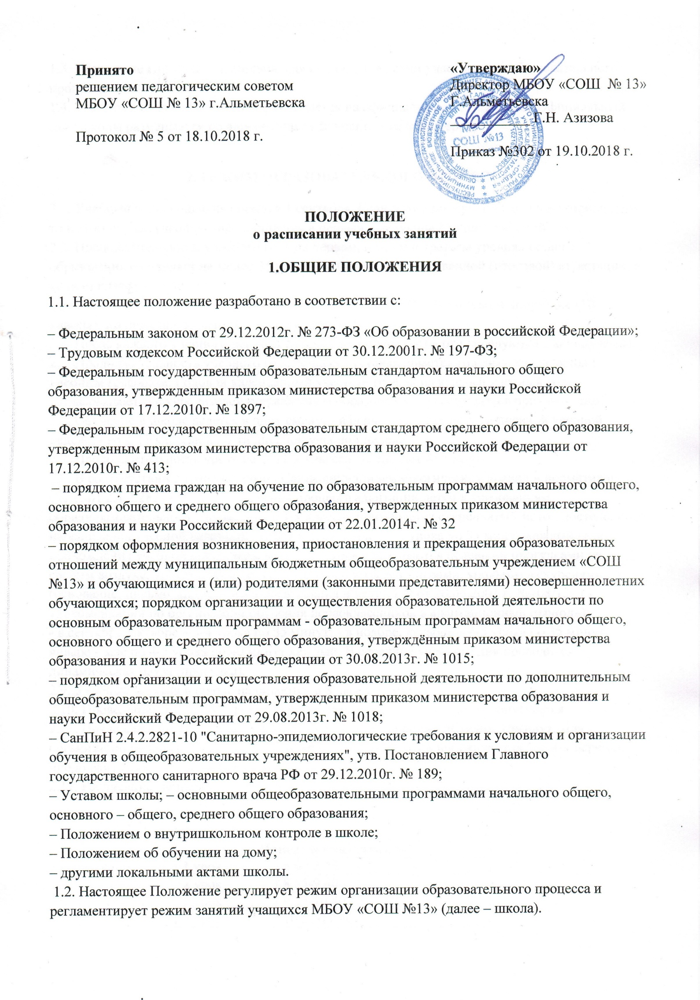 Принято
решением педагогическим советом
МБОУ «СОШ № 13» г.Альметьевска
Протокол № 5 от 18.10.2018 г.
«Утверждаю»
Директор МБОУ «СОШ № 13»
Г.Альметьевска
Г.Н. Азизова
Приказ №302 от 19.10.2018 г.
МБОУ
СОШ №13
ПОЛОЖЕНИЕ
о расписании учебных занятий
1.ОБЩИЕ ПОЛОЖЕНИЯ
1.1. Настоящее положение разработано в соответствии с:
– Федеральным законом от 29.12.2012г. № 273-ФЗ «Об образовании в российской Федерации»;
– Трудовым кодексом Российской Федерации от 30.12.2001г. № 197-ФЗ;
– Федеральным государственным образовательным стандартом начального общего
образования, утвержденным приказом министерства образования и науки Российской
Федерации от 17.12.2010г. № 1897;
– Федеральным государственным образовательным стандартом среднего общего образования,
утвержденным приказом министерства образования и науки Российской Федерации от
17.12.2010г. № 413;
– порядком приема граждан на обучение по образовательным программам начального общего,
основного общего и среднего общего образования, утвержденных приказом министерства
образования и науки Российский Федерации от 22.01.2014г. № 32
– порядком оформления возникновения, приостановления и прекращения образовательных
отношений между муниципальным бюджетным общеобразовательным учреждением «СОШ
№13» и обучающимися и (или) родителями (законными представителями) несовершеннолетних
обучающихся; порядком организации и осуществления образовательной деятельности по
основным образовательным программам - образовательным программам начального общего,
основного общего и среднего общего образования, утверждённым приказом министерства
образования и науки Российский Федерации от 30.08.2013г. № 1015;
– порядком организации и осуществления образовательной деятельности по дополнительным
общеобразовательным программам, утвержденным приказом министерства образования и
науки Российский Федерации от 29.08.2013г. № 1018;
– СанПиН 2.4.2.2821-10 "Санитарно-эпидемиологические требования к условиям и организации
обучения в общеобразовательных учреждениях", утв. Постановлением Главного
государственного санитарного врача РФ от 29.12.2010г. № 189;
– Уставом школы; – основными общеобразовательными программами начального общего,
основного – общего, среднего общего образования;
– Положением о внутришкольном контроле в школе;
– Положением об обучении на дому;
– другими локальными актами школы.
1.2. Настоящее Положение регулирует режим организации образовательного процесса и
регламентирует режим занятий учащихся МБОУ «СОШ №13» (далее – школа).